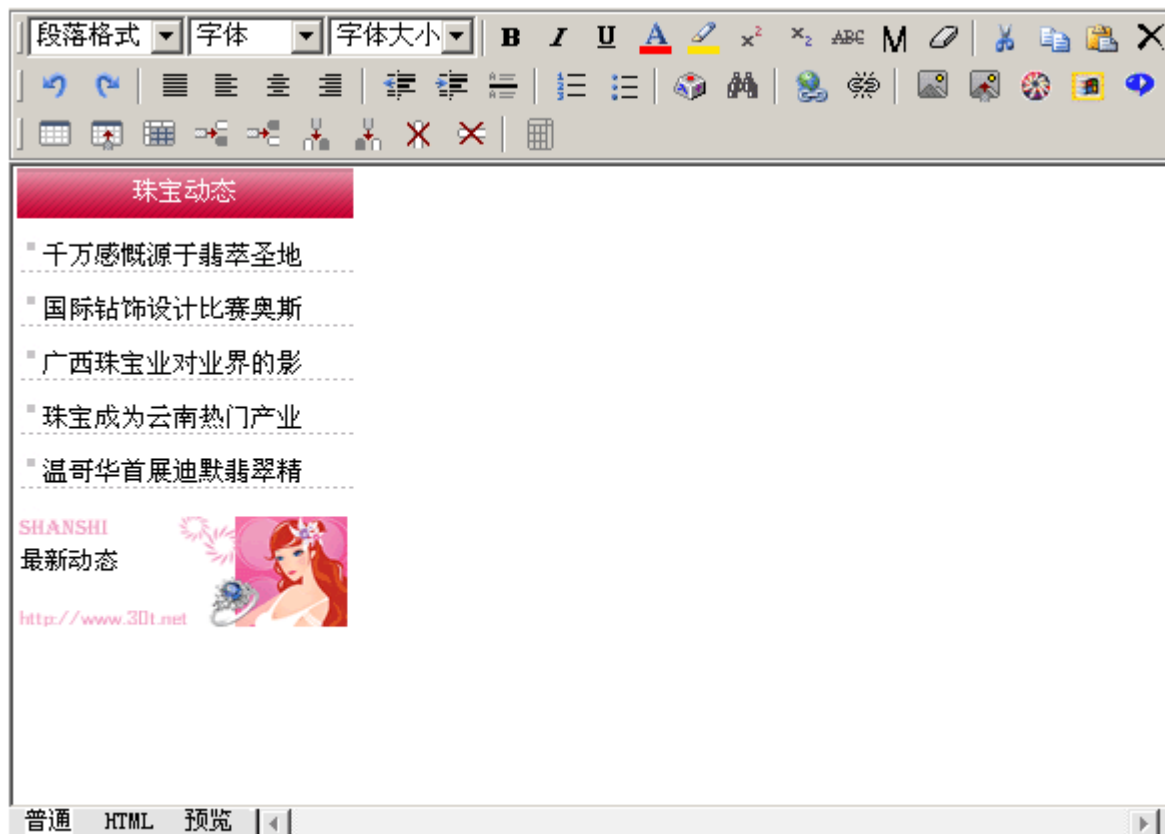 段落格式 字体 字体大小 B I U A x² ×₂ ABC M
珠宝动态
千万感慨源于翡萃圣地
国际钻饰设计比赛奥斯
广西珠宝业对业界的影
珠宝成为云南热门产业
温哥华首展迪默翡翠精
SHANSHI
最新动态
http://www.30t.net
普通 HTML 预览